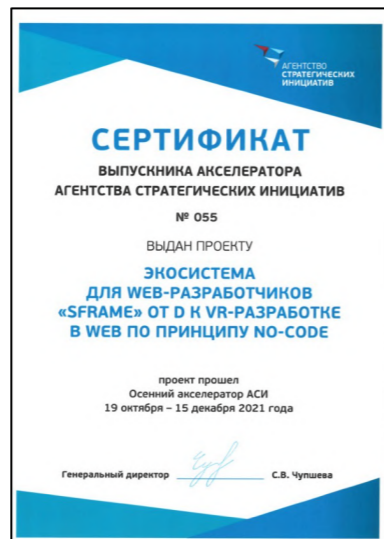 АГЕНТСТВО
СТРАТЕГИЧЕСКИХ
ИНИЦИАТИВ
СЕРТИФИКАТ
ВЫПУСКНИКА АКСЕЛЕРАТОРА
АГЕНТСТВА СТРАТЕГИЧЕСКИХ ИНИЦИАТИВ
№ 055
ВЫДАН ПРОЕКТУ
ЭКОСИСТЕМА
ДЛЯ WEB-РАЗРАБОТЧИКОВ
«SFRAME» ОТ D К VR-РАЗРАБОТКЕ
В WEB ПО ПРИНЦИПУ NO-CODE
проект прошел
Осенний акселератор АСИ
19 октября – 15 декабря 2021 года
Генеральный директор С.В. Чупшева